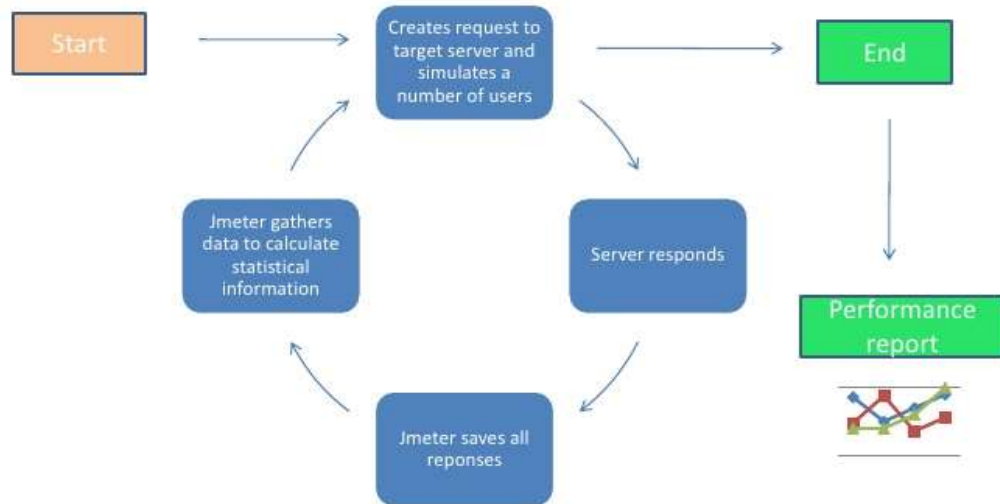 Start
Creates request to
target server and
simulates a
number of users
End
Jmeter gathers
data to calculate
statistical
information
Server responds
Performance
report
Jmeter saves all
reponses